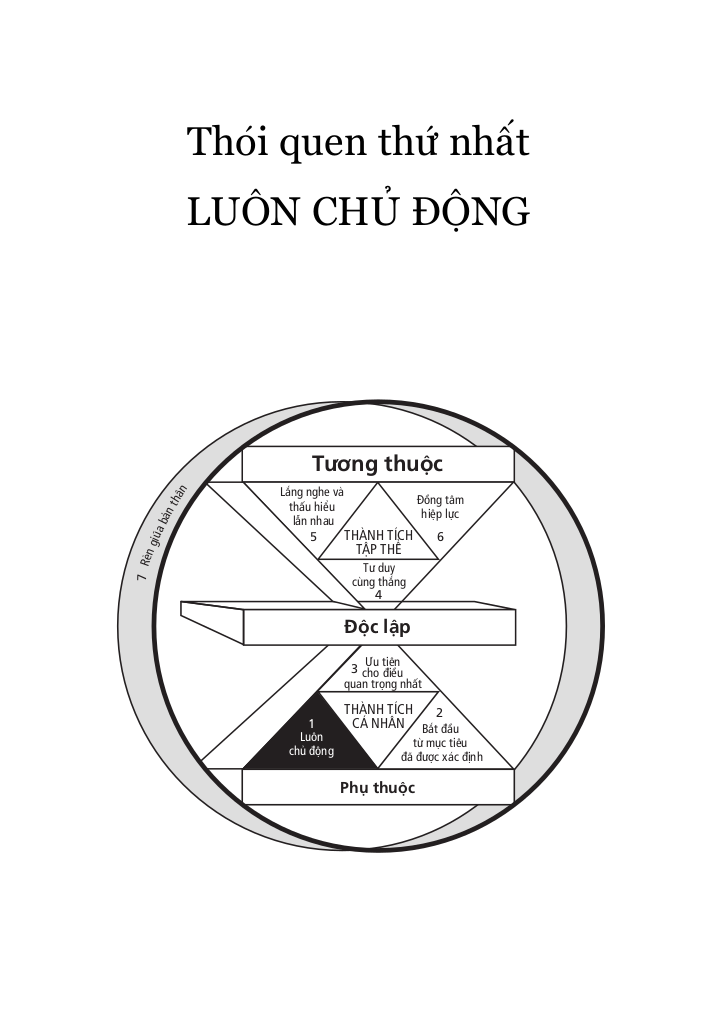 Thói quen thứ nhất
LUÔN CHỦ ĐỘNG
Tương thuộc
Lắng nghe và
thấu hiểu
lẫn nhau
5
Đồng tâm
hiệp lực
6
THÀNH TÍCH
TẬP THỂ
Tư duy
cùng thắng
4
7 Rèn giũa bản thân
Độc lập
3 Ưu tiên
cho điều
quan trọng nhất
THÀNH TÍCH
CÁ NHÂN
1
Luôn
chủ động
2
Bắt đầu
từ mục tiêu
đã được xác định
Phụ thuộc